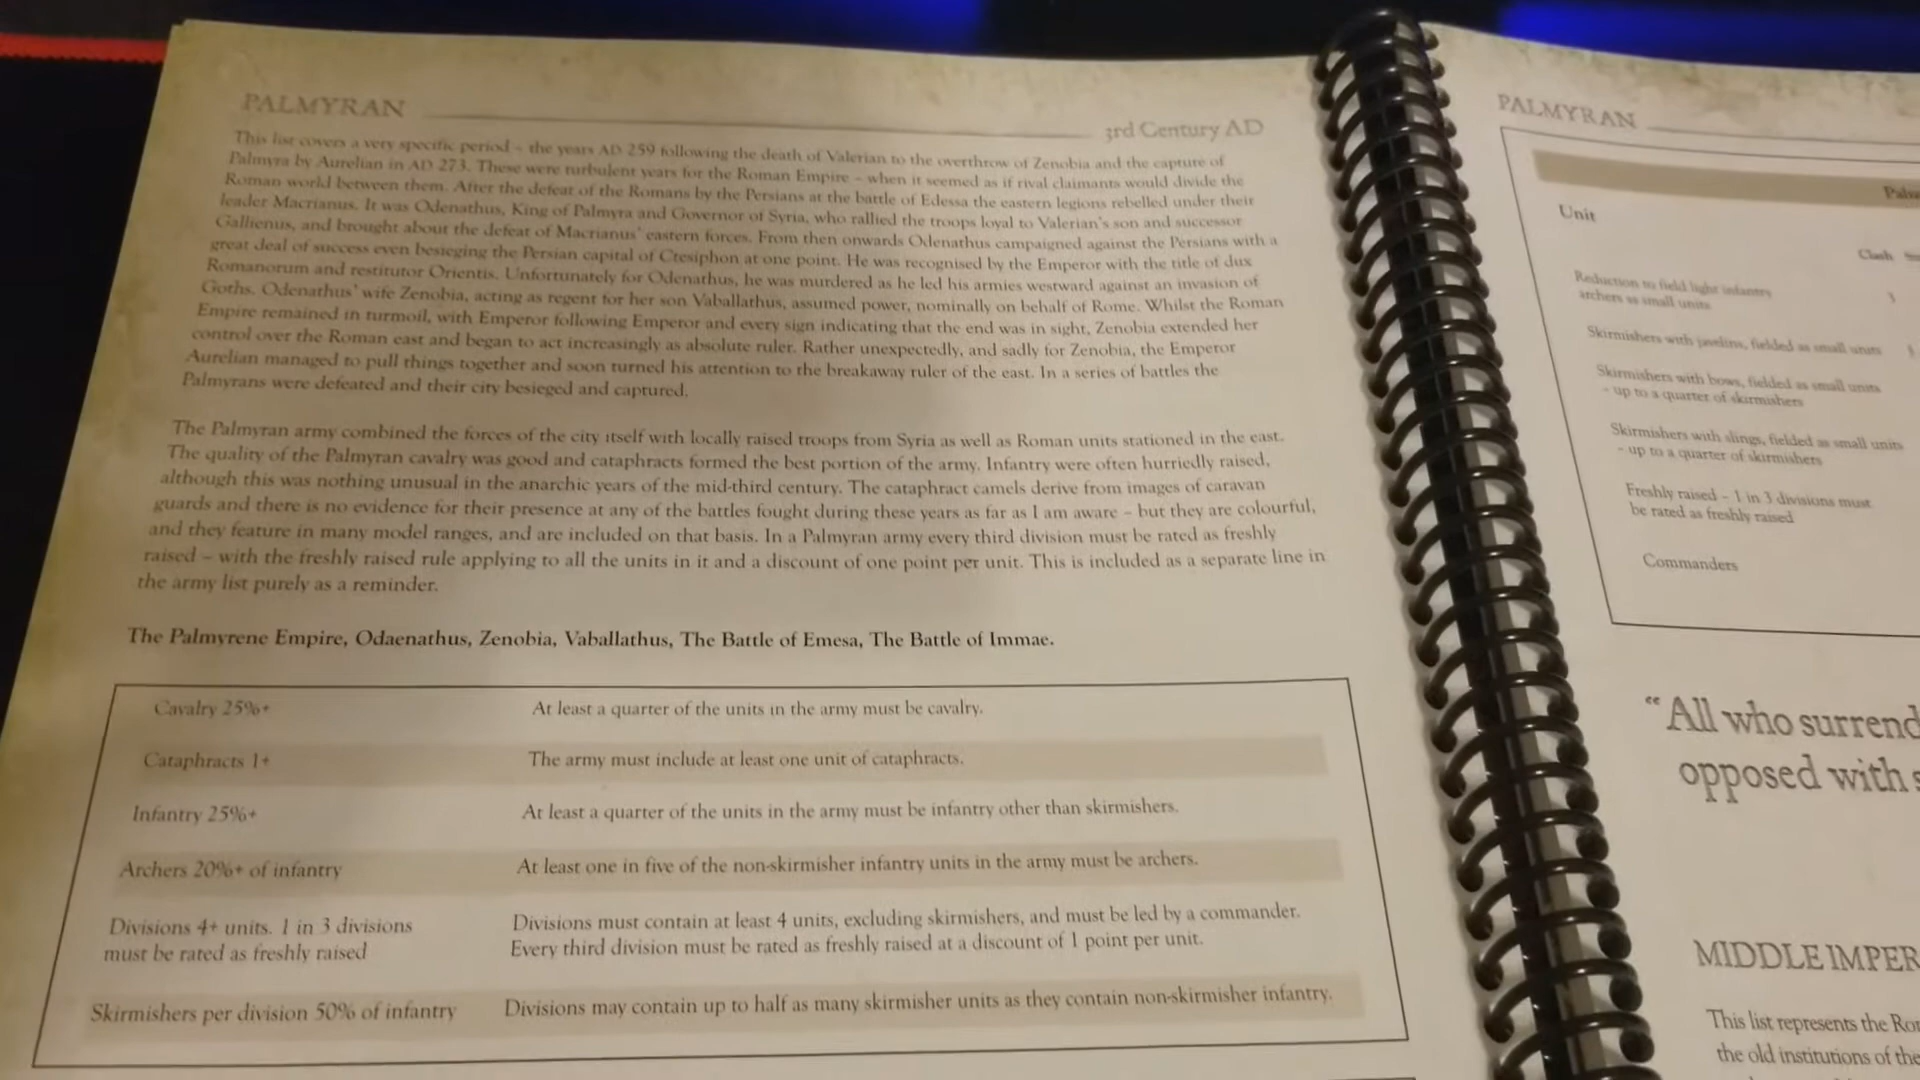 PALMYRAN
3rd Century AD
This list covers a very specific period – the years AD 259 following the death of Valerian to the overthrow of Zenobia and the capture of
Palmyra by Aurelian in AD 273. These were turbulent years for the Roman Empire – when it seemed as if rival claimants would divide the
Roman world between them. After the defeat of the Romans by the Persians at the battle of Edessa the eastern legions rebelled under their
leader Macrianus. It was Odenathus, King of Palmyra and Governor of Syria, who rallied the troops loyal to Valerian's son and successor
Gallienus, and brought about the defeat of Macrianus' eastern forces. From then onwards Odenathus campaigned against the Persians with a
great deal of success even besieging the Persian capital of Ctesiphon at one point. He was recognised by the Emperor with the title of dux
Romanorum and restitutor Orientis. Unfortunately for Odenathus, he was murdered as he led his armies westward against an invasion of
Goths. Odenathus' wife Zenobia, acting as regent for her son Vaballathus, assumed power, nominally on behalf of Rome. Whilst the Roman
Empire remained in turmoil, with Emperor following Emperor and every sign indicating that the end was in sight, Zenobia extended her
control over the Roman east and began to act increasingly as absolute ruler. Rather unexpectedly, and sadly for Zenobia, the Emperor
Aurelian managed to pull things together and soon turned his attention to the breakaway ruler of the east. In a series of battles the
Palmyrans were defeated and their city besieged and captured.
The Palmyran army combined the forces of the city itself with locally raised troops from Syria as well as Roman units stationed in the east.
The quality of the Palmyran cavalry was good and cataphracts formed the best portion of the army. Infantry were often hurriedly raised,
although this was nothing unusual in the anarchic years of the mid-third century. The cataphract camels derive from images of caravan
guards and there is no evidence for their presence at any of the battles fought during these years as far as I am aware – but they are colourful,
and they feature in many model ranges, and are included on that basis. In a Palmyran army every third division must be rated as freshly
raised – with the freshly raised rule applying to all the units in it and a discount of one point per unit. This is included as a separate line in
the army list purely as a reminder.
The Palmyrene Empire, Odaenathus, Zenobia, Vaballathus, The Battle of Emesa, The Battle of Immae.
Cavalry 25%+ At least a quarter of the units in the army must be cavalry.
Cataphracts 1+ The army must include at least one unit of cataphracts.
Infantry 25%+ At least a quarter of the units in the army must be infantry other than skirmishers.
Archers 20%+ of infantry At least one in five of the non-skirmisher infantry units in the army must be archers.
Divisions 4+ units. 1 in 3 divisions Divisions must contain at least 4 units, excluding skirmishers, and must be led by a commander.
must be rated as freshly raised Every third division must be rated as freshly raised at a discount of 1 point per unit.
Skirmishers per division 50% of infantry Divisions may contain up to half as many skirmisher units as they contain non-skirmisher infantry.
PALMYRAN
Unit
Clash
Reduction to field light infantry
archers as small units
3
Skirmishers with javelins, fielded as small units
Skirmishers with bows, fielded as small units
– up to a quarter of skirmishers
Skirmishers with slings, fielded as small units
– up to a quarter of skirmishers
Freshly raised – 1 in 3 divisions must
be rated as freshly raised
Commanders
"All who surrend
opposed with s
MIDDLE IMPER
This list represents the Ro
the old institutions of the